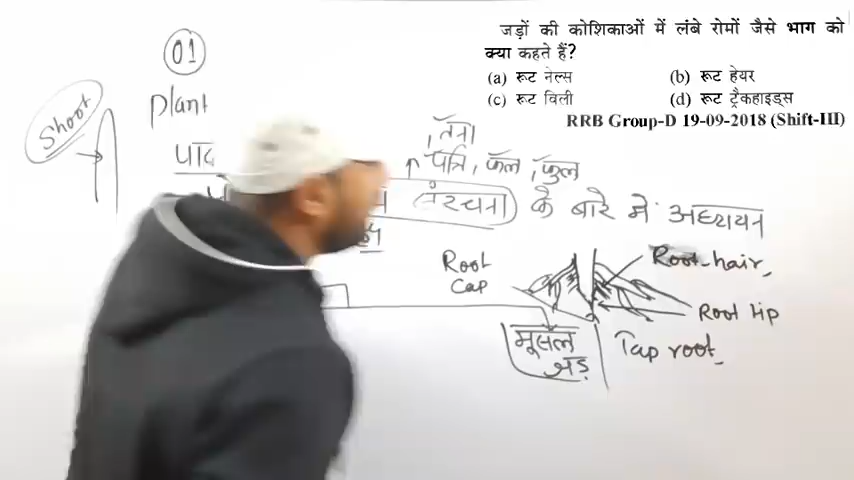 जड़ों की कोशिकाओं में लंबे रोमों जैसे भाग को
क्या कहते हैं?
(a) रूट नेल्स (b) रूट हेयर
(c) रूट विली (d) रूट ट्रैकहाइड्स
RRB Group-D 19-09-2018 (Shift-III)
01
Shoot
Plant
, तना
पत्ति, फल, फुल
संरचना के बारे में अध्ययन
Root Cap
Root hair,
Root tip
मूसल जड़
Tap root